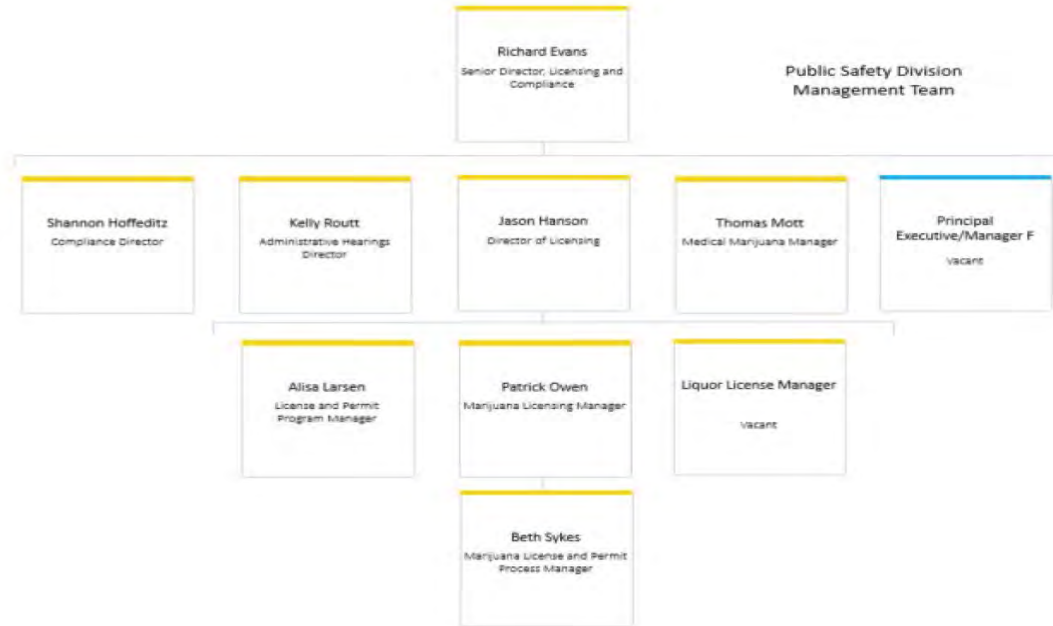 Richard Evans
Senior Director, Licensing and
Compliance
Public Safety Division
Management Team
Shannon Hoffeditz
Compliance Director
Kelly Routt
Administrative Hearings
Director
Jason Hanson
Director of Licensing
Thomas Mott
Medical Marijuana Manager
Principal
Executive/Manager F
Vacant
Alisa Larsen
License and Permit
Program Manager
Patrick Owen
Marijuana Licensing Manager
Liquor License Manager
Vacant
Beth Sykes
Marijuana License and Permit
Process Manager